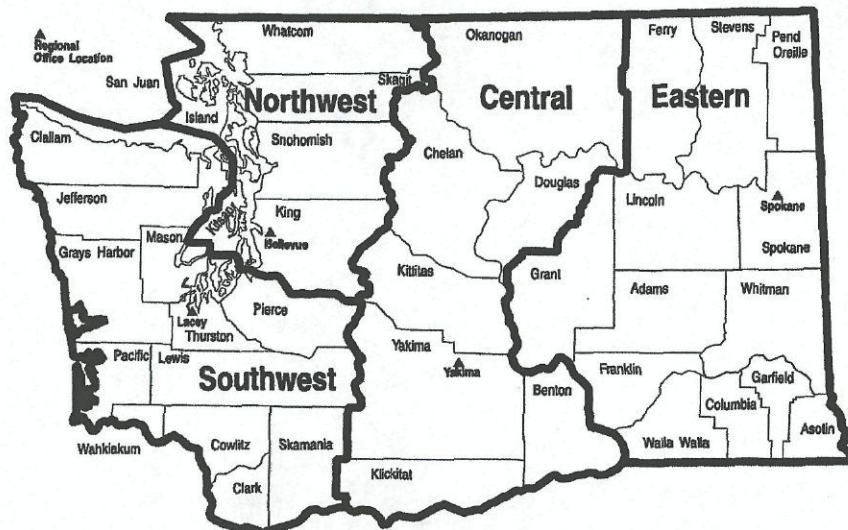 Regional
Office Location
San Juan
Whatcom
Skagit
Northwest
Island
Snohomish
King
Bellevue
Kitsap
Clallam
Jefferson
Grays Harbor
Mason
Lacey
Thurston
Pierce
Pacific
Lewis
Southwest
Wahkiakum
Cowlitz
Skamania
Clark
Okanogan
Central
Chelan
Douglas
Kittitas
Yakima
Yakima
Benton
Klickitat
Ferry
Stevens
Pend
Oreille
Eastern
Lincoln
Spokane
Spokane
Grant
Adams
Whitman
Franklin
Garfield
Columbia
Walla Walla
Asotin